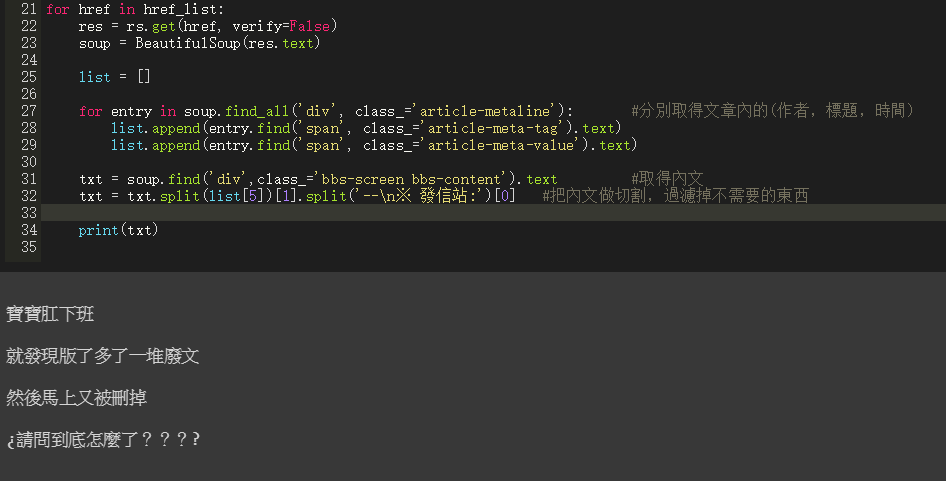 21 for href in href_list:
22     res = rs.get(href, verify=False)
23     soup = BeautifulSoup(res.text)
24
25     list = []
26
27     for entry in soup.find_all('div', class_='article-metaline'):       #分別取得文章內的(作者，標題，時間)
28         list.append(entry.find('span', class_='article-meta-tag').text)
29         list.append(entry.find('span', class_='article-meta-value').text)
30
31     txt = soup.find('div',class_='bbs-screen bbs-content').text         #取得內文
32     txt = txt.split(list[5])[1].split('--\n※ 發信站:')[0]   #把內文做切割，過濾掉不需要的東西
33
34     print(txt)
35
寶寶肛下班
就發現版了多了一堆廢文
然後馬上又被刪掉
¿請問到底怎麼了？？？?